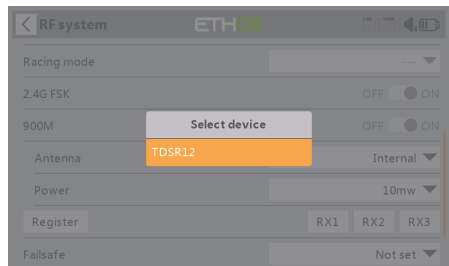 RF system
ETHOS
Racing mode
---
2.4G FSK
OFF ON
900M
OFF ON
Select device
TDSR12
Antenna
Internal
Power
10mw
Register
RX1 RX2 RX3
Failsafe
Not set